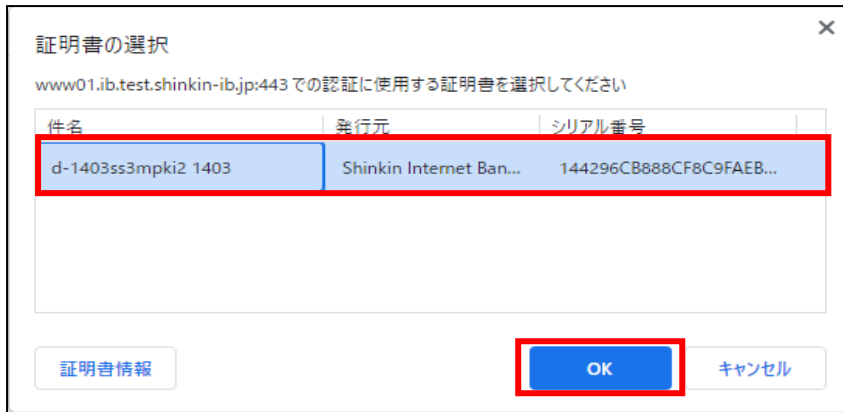 証明書の選択
www01.ib.test.shinkin-ib.jp:443 での認証に使用する証明書を選択してください
件名 発行元 シリアル番号
d-1403ss3mpki2 1403 Shinkin Internet Ban... 144296CB888CF8C9FAEB...
証明書情報 OK キャンセル